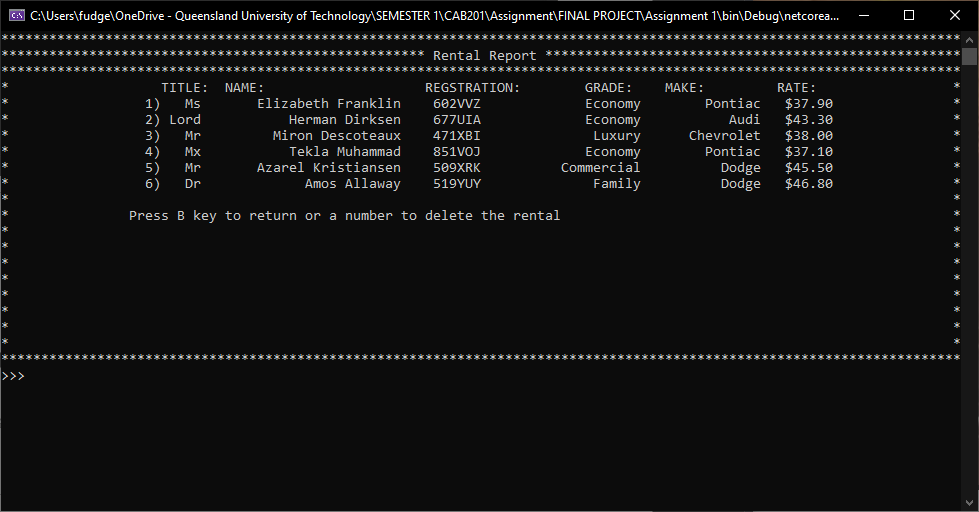 C:\Users\fudge\OneDrive - Queensland University of Technology\SEMESTER 1\CAB201\Assignment\FINAL PROJECT\Assignment 1\bin\Debug\netcorea...
************************************************************************************************************************
***************************************************** Rental Report ****************************************************
************************************************************************************************************************
* TITLE: NAME: REGSTRATION: GRADE: MAKE: RATE: *
* 1) Ms Elizabeth Franklin 602VVZ Economy Pontiac $37.90 *
* 2) Lord Herman Dirksen 677UIA Economy Audi $43.30 *
* 3) Mr Miron Descoteaux 471XBI Luxury Chevrolet $38.00 *
* 4) Mx Tekla Muhammad 851VOJ Economy Pontiac $37.10 *
* 5) Mr Azarel Kristiansen 509XRK Commercial Dodge $45.50 *
* 6) Dr Amos Allaway 519YUY Family Dodge $46.80 *
* *
* Press B key to return or a number to delete the rental *
* *
* *
* *
* *
* *
* *
* *
* *
************************************************************************************************************************
>>>